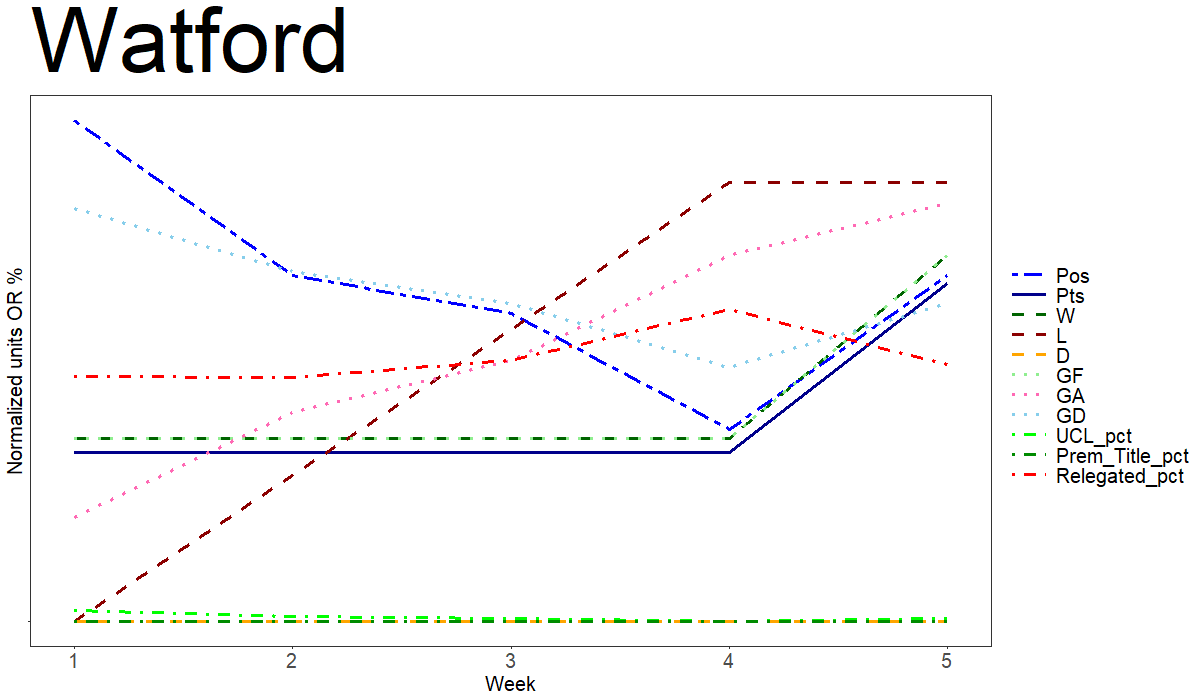 Watford
Normalized units OR %
Pos
Pts
W
L
D
GF
GA
GD
UCL_pct
Prem_Title_pct
Relegated_pct
1 2 3 4 5
Week